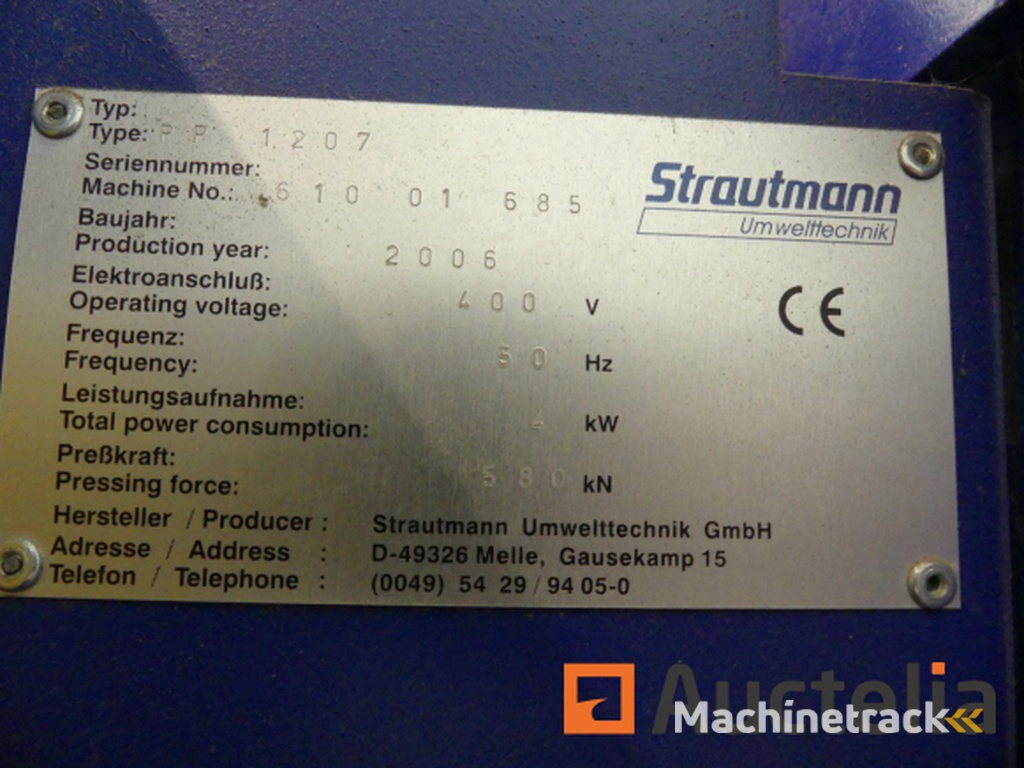 Typ:
Type: PP 1207
Seriennummer:
Machine No.: 610 01 685
Baujahr:
Production year: 2006
Elektroanschluß:
Operating voltage: 400 V
Frequenz:
Frequency: 50 Hz
Leistungsaufnahme:
Total power consumption: 4 kW
Preßkraft:
Pressing force: 580 kN
Hersteller / Producer : Strautmann Umwelttechnik GmbH
Adresse / Address : D-49326 Melle, Gausekamp 15
Telefon / Telephone : (0049) 54 29 / 94 05-0
Strautmann
Umwelttechnik
CE
Auctelia
Machinetrack